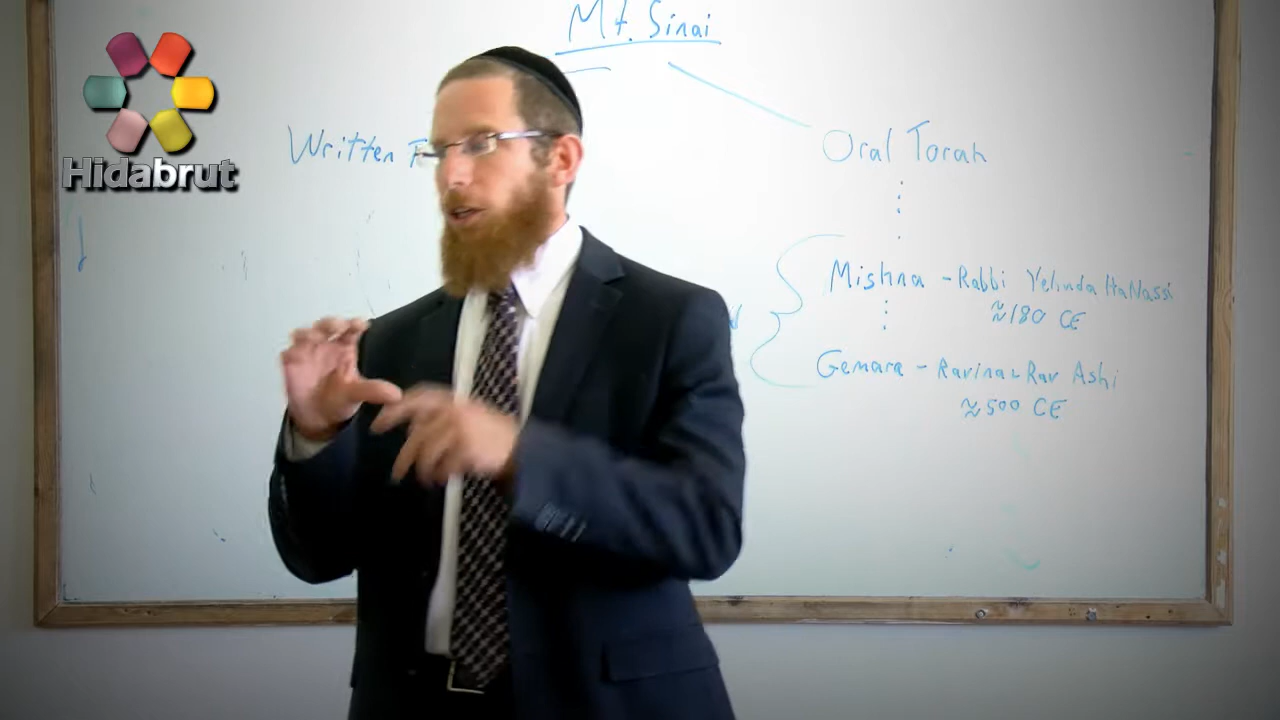 Mt. Sinai
Hidabrut
Written
Oral Torah
Mishna - Rabbi Yehuda HaNassi
≈180 CE
Gemara - Ravina & Rav Ashi
≈500 CE